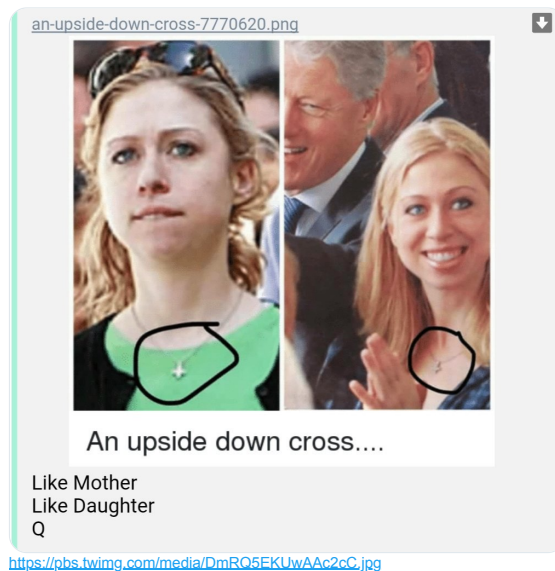 an-upside-down-cross-7770620.png
An upside down cross....
Like Mother
Like Daughter
Q
https://pbs.twimg.com/media/DmRQ5EKUwAAc2cC.jpg